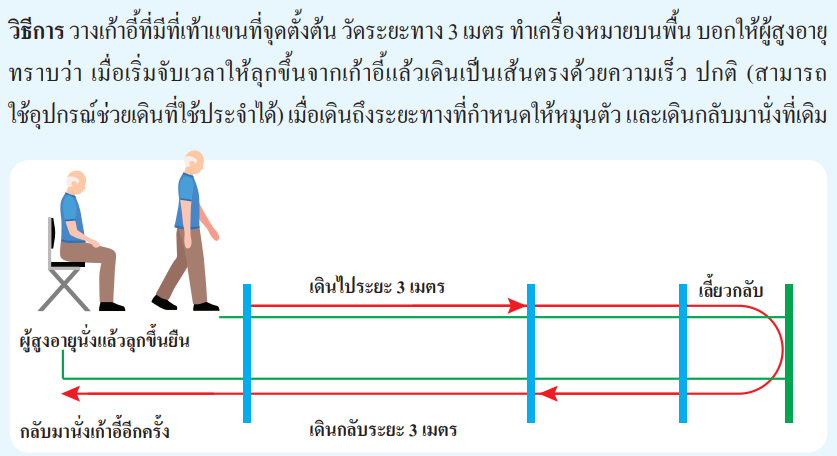 วิธีการ วางเก้าอี้ที่มีที่เท้าแขนที่จุดตั้งต้น วัดระยะทาง 3 เมตร ทำเครื่องหมายบนพื้น บอกให้ผู้สูงอายุ
ทราบว่า เมื่อเริ่มจับเวลาให้ลุกขึ้นจากเก้าอี้แล้วเดินเป็นเส้นตรงด้วยความเร็ว ปกติ (สามารถ
ใช้อุปกรณ์ช่วยเดินที่ใช้ประจำได้) เมื่อเดินถึงระยะทางที่กำหนดให้หมุนตัว และเดินกลับมานั่งที่เดิม
เดินไประยะ 3 เมตร
เลี้ยวกลับ
ผู้สูงอายุนั่งแล้วลุกขึ้นยืน
กลับมานั่งเก้าอี้อีกครั้ง
เดินกลับระยะ 3 เมตร